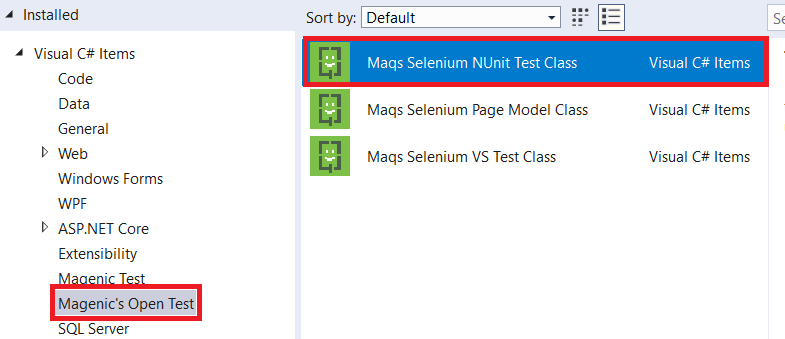 Installed
Sort by: Default
Se
Visual C# Items
Code
Data
General
Web
Windows Forms
WPF
ASP.NET Core
Extensibility
Magenic Test
Magenic's Open Test
SQL Server
Maqs Selenium NUnit Test Class Visual C# Items
Maqs Selenium Page Model Class Visual C# Items
Maqs Selenium VS Test Class Visual C# Items